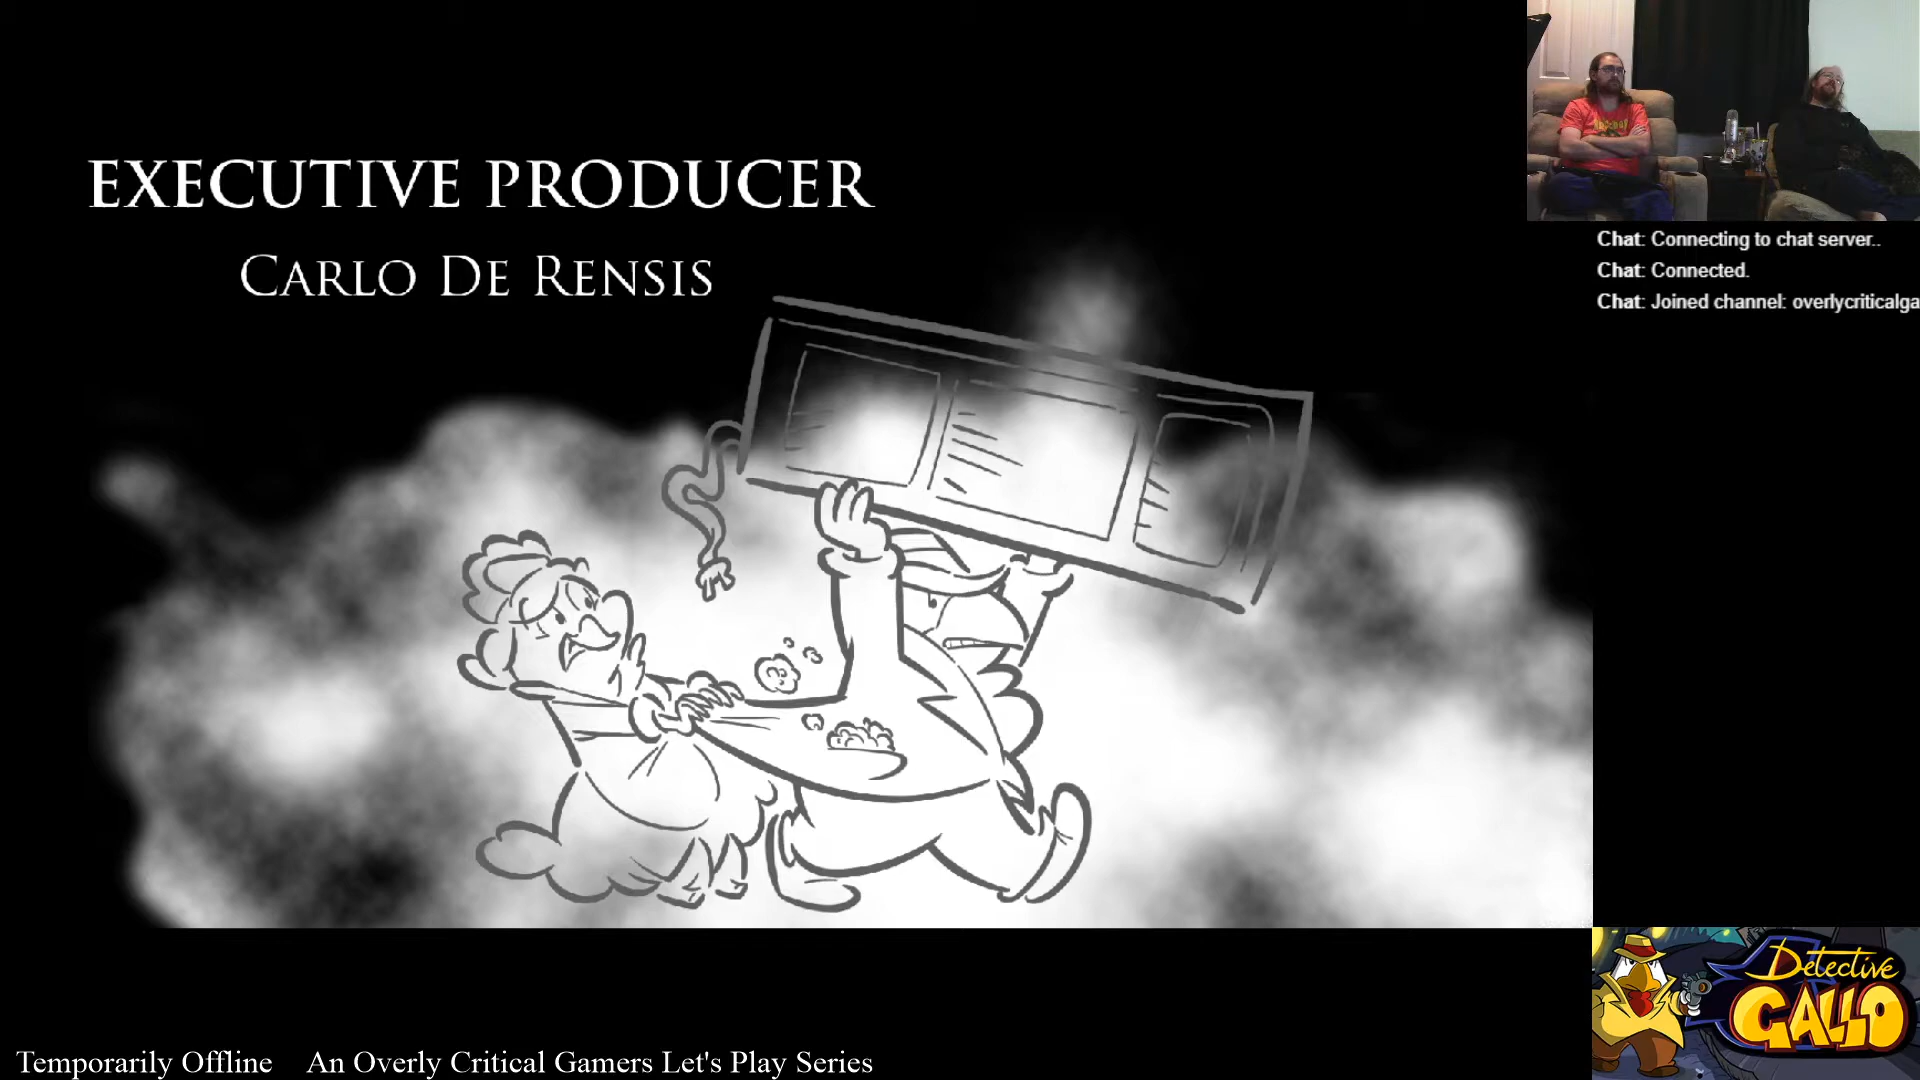 EXECUTIVE PRODUCER
CARLO DE RENSIS
Chat: Connecting to chat server..
Chat: Connected.
Chat: Joined channel: overlycriticalga
Detective
GALLO
Temporarily Offline An Overly Critical Gamers Let's Play Series